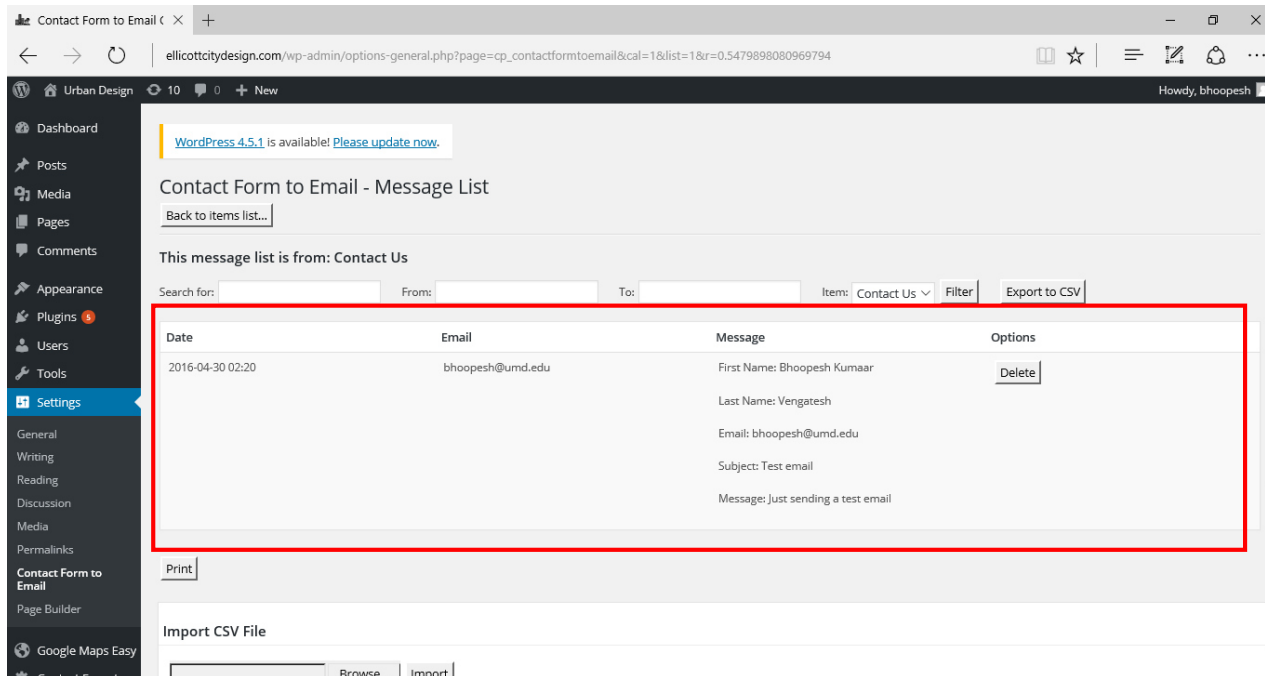 Contact Form to Email (
ellicottcitydesign.com/wp-admin/options-general.php?page=cp_contactformtoemail&cal=1&list=1&r=0.5479898080969794
Urban Design 10 0 + New Howdy, bhoopesh
Dashboard
Posts
Media
Pages
Comments
Appearance
Plugins 5
Users
Tools
Settings
General
Writing
Reading
Discussion
Media
Permalinks
Contact Form to
Email
Page Builder
Google Maps Easy
WordPress 4.5.1 is available! Please update now.
Contact Form to Email - Message List
Back to items list...
This message list is from: Contact Us
Search for: From: To: Item: Contact Us Filter Export to CSV
Date Email Message Options
2016-04-30 02:20 bhoopesh@umd.edu First Name: Bhoopesh Kumaar Delete
Last Name: Vengatesh
Email: bhoopesh@umd.edu
Subject: Test email
Message: Just sending a test email
Print
Import CSV File
Browse... Import